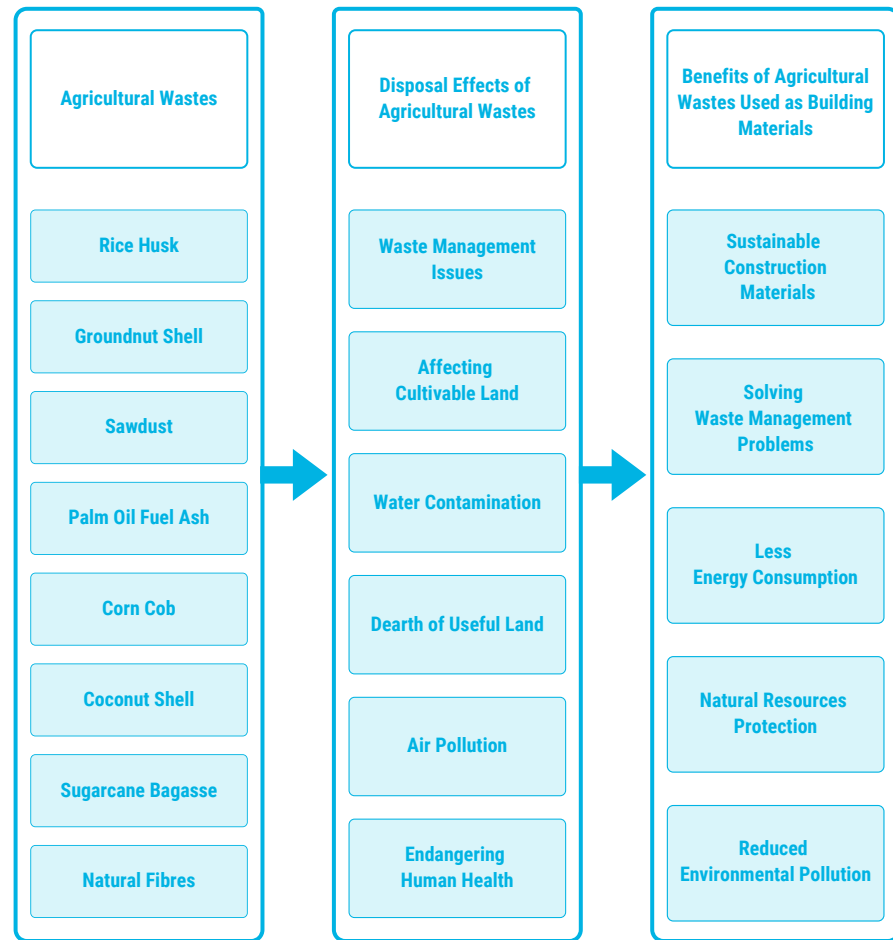 Agricultural Wastes
Rice Husk
Groundnut Shell
Sawdust
Palm Oil Fuel Ash
Corn Cob
Coconut Shell
Sugarcane Bagasse
Natural Fibres
Disposal Effects of
Agricultural Wastes
Waste Management
Issues
Affecting
Cultivable Land
Water Contamination
Dearth of Useful Land
Air Pollution
Endangering
Human Health
Benefits of Agricultural
Wastes Used as Building
Materials
Sustainable
Construction
Materials
Solving
Waste Management
Problems
Less
Energy Consumption
Natural Resources
Protection
Reduced
Environmental Pollution